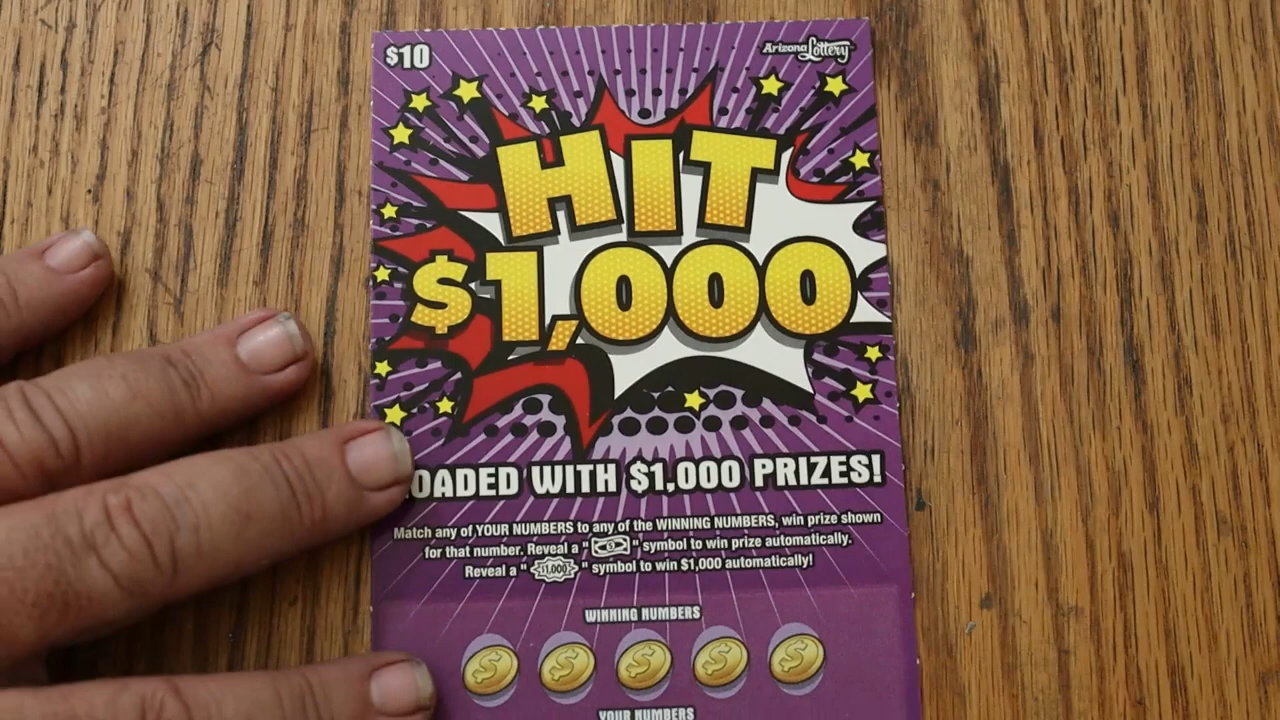 $10
Arizona Lottery
HIT
$1,000
LOADED WITH $1,000 PRIZES!
Match any of YOUR NUMBERS to any of the WINNING NUMBERS, win prize shown
for that number. Reveal a " $ " symbol to win prize automatically.
Reveal a " $1,000 " symbol to win $1,000 automatically!
WINNING NUMBERS
$ $ $ $ $
YOUR NUMBERS